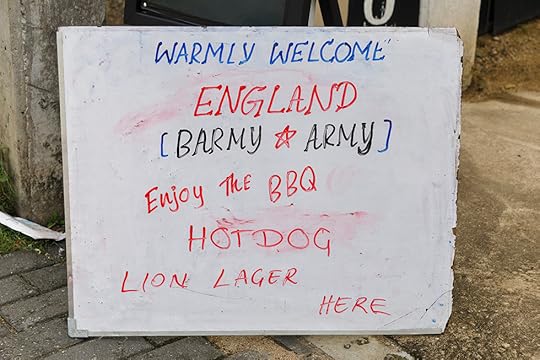 WARMLY WELCOME
ENGLAND
[BARMY ☆ ARMY]
Enjoy THE BBQ
HOTDOG
LION LAGER
HERE